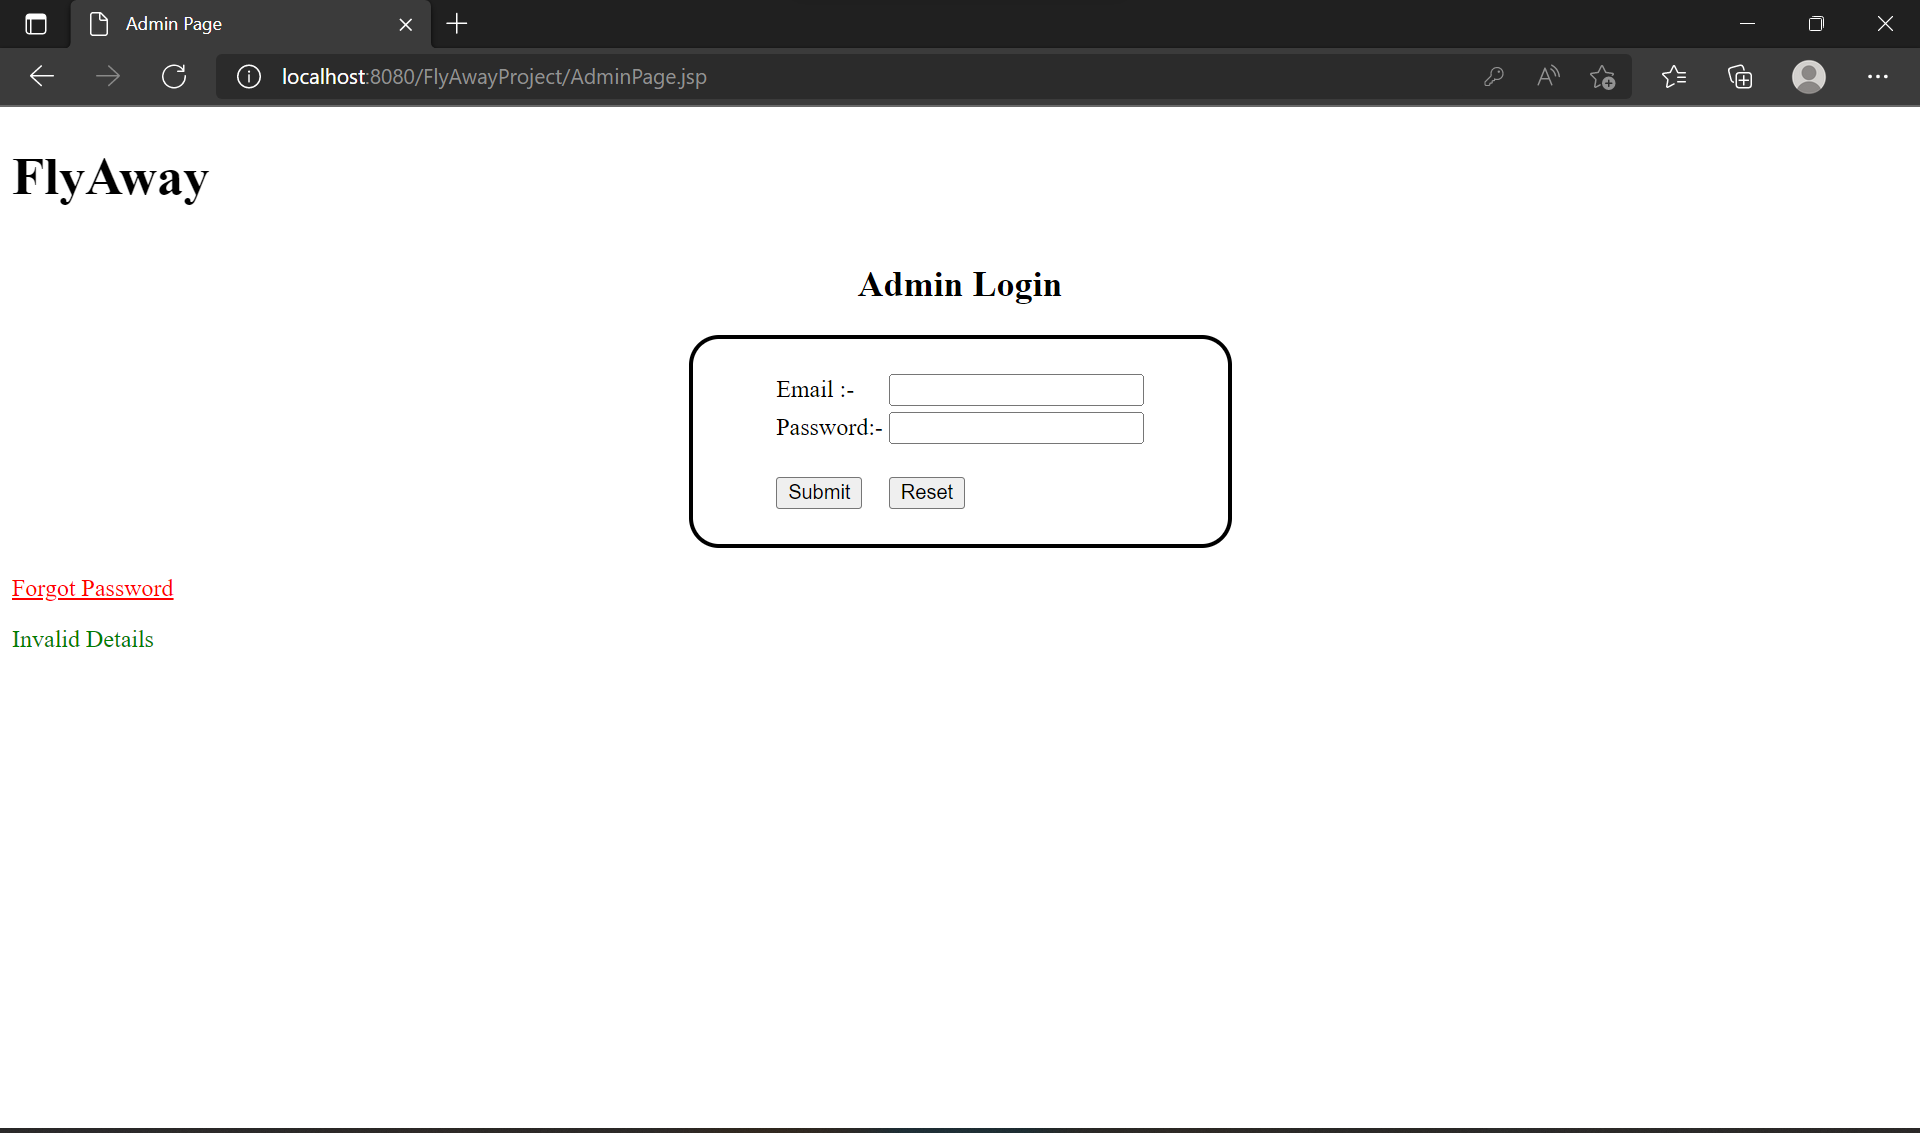 Admin Page
localhost:8080/FlyAwayProject/AdminPage.jsp
FlyAway
Admin Login
Email :-
Password:-
Submit Reset
Forgot Password
Invalid Details